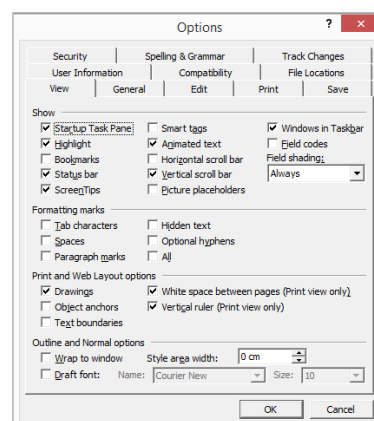 Options ? ×
Security Spelling & Grammar Track Changes
User Information Compatibility File Locations
View General Edit Print Save
Show
Startup Task Pane Smart tags Windows in Taskbar
Highlight Animated text Field codes
Bookmarks Horizontal scroll bar Field shading:
Status bar Vertical scroll bar Always
ScreenTips Picture placeholders
Formatting marks
Tab characters Hidden text
Spaces Optional hyphens
Paragraph marks All
Print and Web Layout options
Drawings White space between pages (Print view only)
Object anchors Vertical ruler (Print view only)
Text boundaries
Outline and Normal options
Wrap to window Style area width: 0 cm
Draft font: Name: Courier New Size: 10
OK Cancel